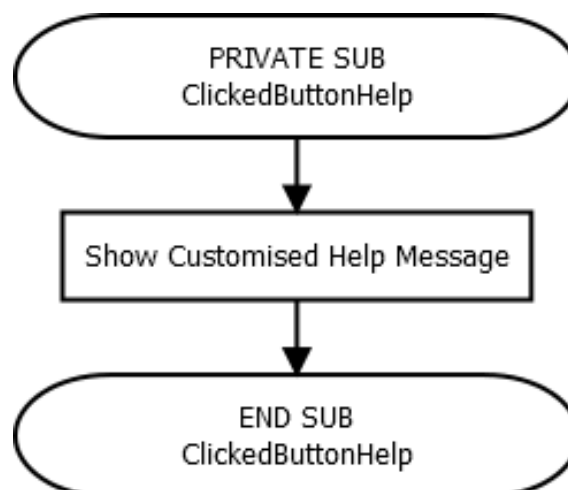 PRIVATE SUB
ClickedButtonHelp
Show Customised Help Message
END SUB
ClickedButtonHelp